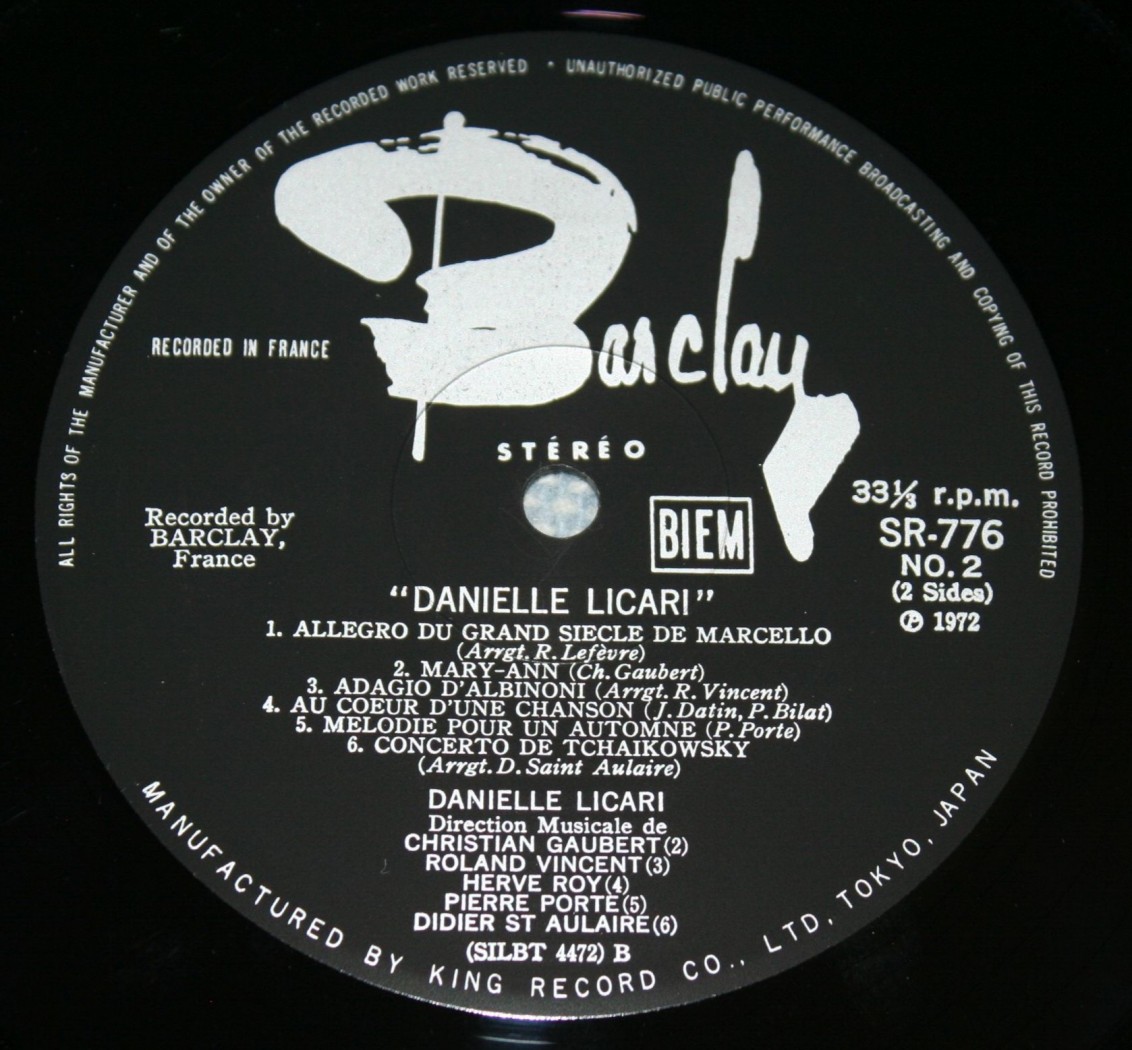 ALL RIGHTS OF THE MANUFACTURER AND OF THE OWNER OF THE RECORDED WORK RESERVED • UNAUTHORIZED PUBLIC PERFORMANCE BROADCASTING AND COPYING OF THIS RECORD PROHIBITED
Barclay
RECORDED IN FRANCE
STÉRÉO
Recorded by
BARCLAY,
France
BIEM
33⅓ r.p.m.
SR-776
NO. 2
(2 Sides)
Ⓟ 1972
“DANIELLE LICARI”
1. ALLEGRO DU GRAND SIECLE DE MARCELLO
(Arrgt. R. Lefèvre)
2. MARY-ANN (Ch. Gaubert)
3. ADAGIO D'ALBINONI (Arrgt. R. Vincent)
4. AU COEUR D'UNE CHANSON (J. Datin, P. Bilat)
5. MELODIE POUR UN AUTOMNE (P. Porte)
6. CONCERTO DE TCHAIKOWSKY
(Arrgt. D. Saint Aulaire)
DANIELLE LICARI
Direction Musicale de
CHRISTIAN GAUBERT (2)
ROLAND VINCENT (3)
HERVE ROY (4)
PIERRE PORTE (5)
DIDIER ST AULAIRE (6)
(SILBT 4472) B
MANUFACTURED BY KING RECORD CO., LTD, TOKYO, JAPAN